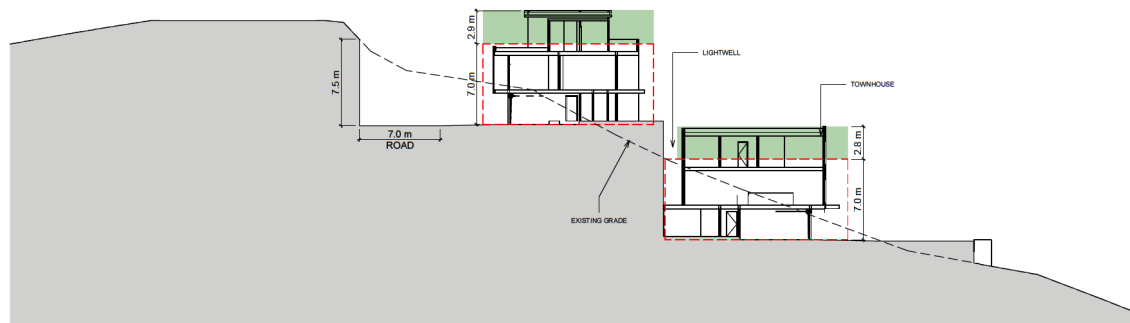 2.9 m
7.0 m
7.5 m
7.0 m
ROAD
LIGHTWELL
TOWNHOUSE
2.8 m
7.0 m
EXISTING GRADE